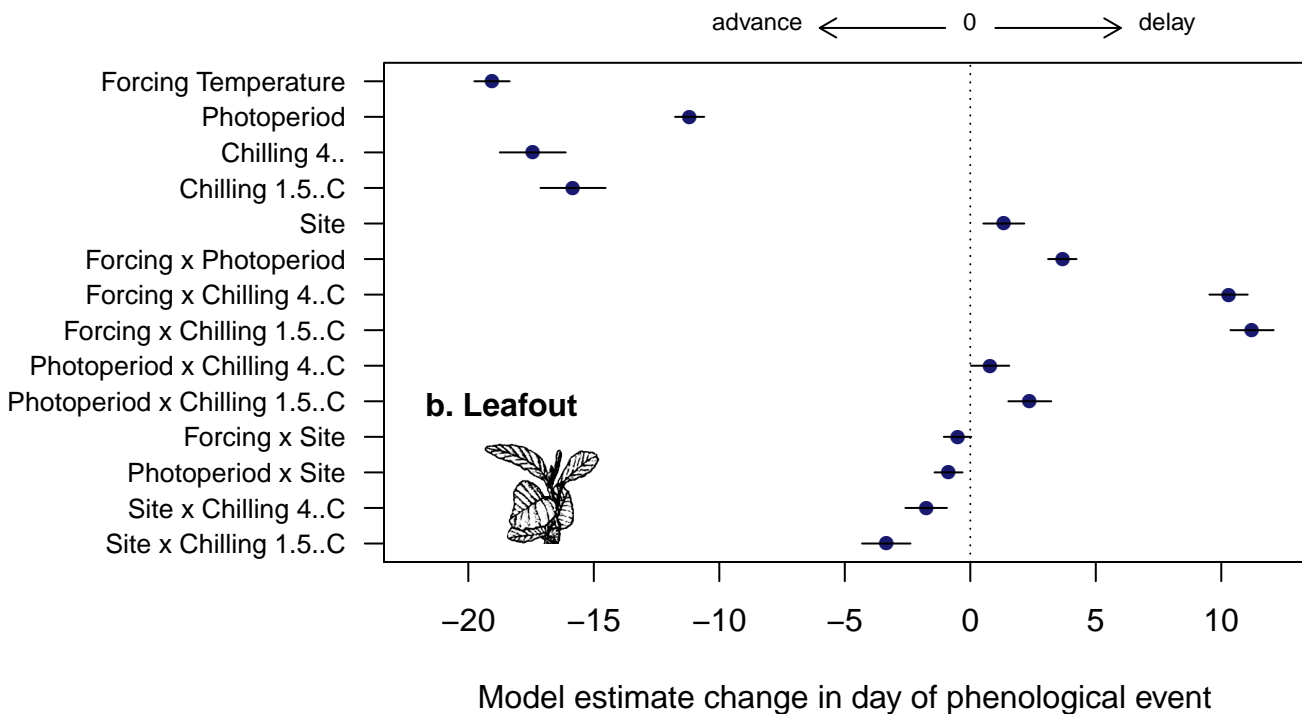 advance 0 delay
Forcing Temperature
Photoperiod
Chilling 4..
Chilling 1.5..C
Site
Forcing x Photoperiod
Forcing x Chilling 4..C
Forcing x Chilling 1.5..C
Photoperiod x Chilling 4..C
Photoperiod x Chilling 1.5..C
b. Leafout
Forcing x Site
Photoperiod x Site
Site x Chilling 4..C
Site x Chilling 1.5..C
−20 −15 −10 −5 0 5 10
Model estimate change in day of phenological event